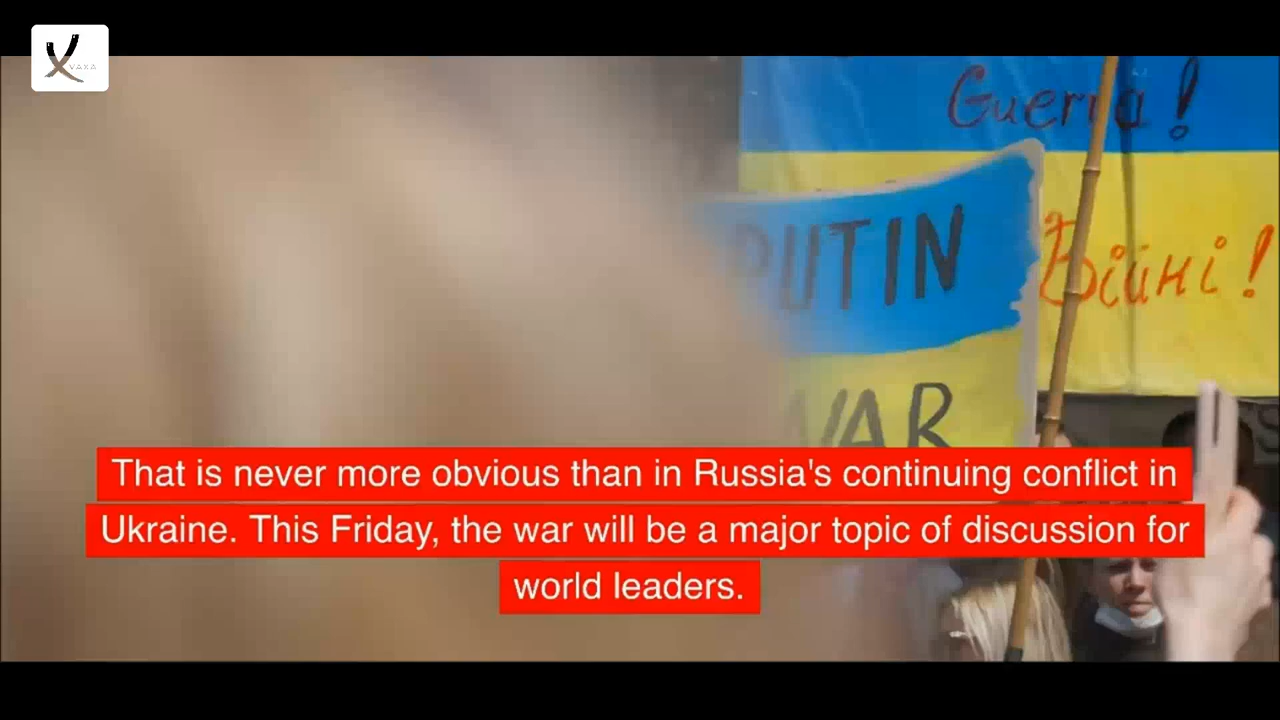 VAXA
Guerra!
PUTIN
Війні!
WAR
That is never more obvious than in Russia's continuing conflict in
Ukraine. This Friday, the war will be a major topic of discussion for
world leaders.